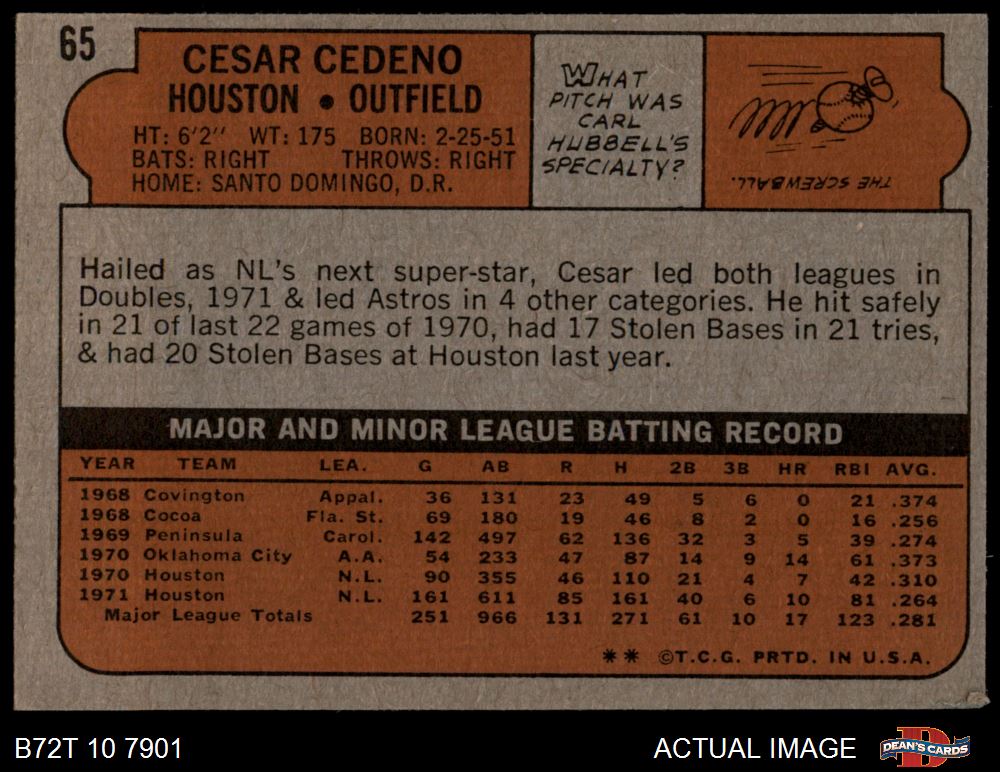 65
CESAR CEDENO
HOUSTON • OUTFIELD
HT: 6'2" WT: 175 BORN: 2-25-51
BATS: RIGHT THROWS: RIGHT
HOME: SANTO DOMINGO, D.R.
WHAT
PITCH WAS
CARL
HUBBELL'S
SPECIALTY?
THE SCREWBALL.
Hailed as NL's next super-star, Cesar led both leagues in
Doubles, 1971 & led Astros in 4 other categories. He hit safely
in 21 of last 22 games of 1970, had 17 Stolen Bases in 21 tries,
& had 20 Stolen Bases at Houston last year.
MAJOR AND MINOR LEAGUE BATTING RECORD
YEAR TEAM LEA. G AB R H 2B 3B HR RBI AVG.
1968 Covington Appal. 36 131 23 49 5 6 0 21 .374
1968 Cocoa Fla. St. 69 180 19 46 8 2 0 16 .256
1969 Peninsula Carol. 142 497 62 136 32 3 5 39 .274
1970 Oklahoma City A.A. 54 233 47 87 14 9 14 61 .373
1970 Houston N.L. 90 355 46 110 21 4 7 42 .310
1971 Houston N.L. 161 611 85 161 40 6 10 81 .264
Major League Totals 251 966 131 271 61 10 17 123 .281
** ©T.C.G. PRTD. IN U.S.A.
B72T 10 7901
ACTUAL IMAGE
D
DEAN'S CARDS